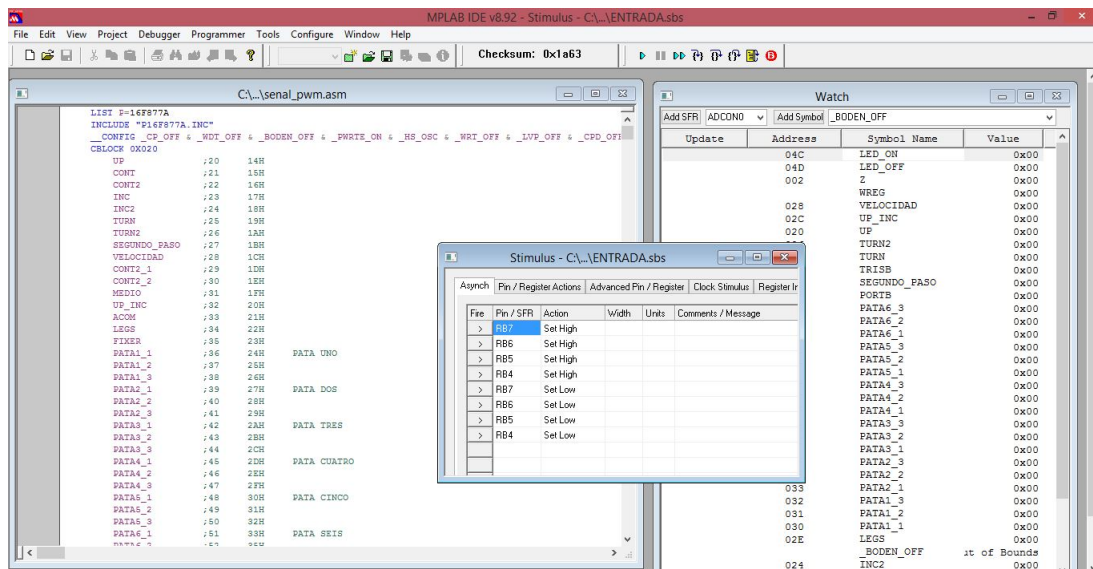 MPLAB IDE v8.92 - Stimulus - C:\...\ENTRADA.sbs
File Edit View Project Debugger Programmer Tools Configure Window Help
Checksum: 0x1a63
C:\...\senal_pwm.asm
LIST P=16F877A
INCLUDE "P16F877A.INC"
__CONFIG _CP_OFF & _WDT_OFF & _BODEN_OFF & _PWRTE_ON & _HS_OSC & _WRT_OFF & _LVP_OFF & _CPD_OFF
CBLOCK 0X020
UP ;20 14H
CONT ;21 15H
CONT2 ;22 16H
INC ;23 17H
INC2 ;24 18H
TURN ;25 19H
TURN2 ;26 1AH
SEGUNDO_PASO ;27 1BH
VELOCIDAD ;28 1CH
CONT2_1 ;29 1DH
CONT2_2 ;30 1EH
MEDIO ;31 1FH
UP_INC ;32 20H
ACOM ;33 21H
LEGS ;34 22H
FIXER ;35 23H
PATA1_1 ;36 24H PATA UNO
PATA1_2 ;37 25H
PATA1_3 ;38 26H
PATA2_1 ;39 27H PATA DOS
PATA2_2 ;40 28H
PATA2_3 ;41 29H
PATA3_1 ;42 2AH PATA TRES
PATA3_2 ;43 2BH
PATA3_3 ;44 2CH
PATA4_1 ;45 2DH PATA CUATRO
PATA4_2 ;46 2EH
PATA4_3 ;47 2FH
PATA5_1 ;48 30H PATA CINCO
PATA5_2 ;49 31H
PATA5_3 ;50 32H
PATA6_1 ;51 33H PATA SEIS
Stimulus - C:\...\ENTRADA.sbs
Asynch Pin / Register Actions Advanced Pin / Register Clock Stimulus Register In
Fire Pin / SFR Action Width Units Comments / Message
> RB7 Set High
> RB6 Set High
> RB5 Set High
> RB4 Set High
> RB7 Set Low
> RB6 Set Low
> RB5 Set Low
> RB4 Set Low
Watch
Add SFR ADCON0 Add Symbol _BODEN_OFF
Update Address Symbol Name Value
04C LED_ON 0x00
04D LED_OFF 0x00
002 Z 0x00
WREG 0x00
028 VELOCIDAD 0x00
02C UP_INC 0x00
020 UP 0x00
TURN2 0x00
TURN 0x00
TRISB 0x00
SEGUNDO_PASO 0x00
PORTB 0x00
PATA6_3 0x00
PATA6_2 0x00
PATA6_1 0x00
PATA5_3 0x00
PATA5_2 0x00
PATA5_1 0x00
PATA4_3 0x00
PATA4_2 0x00
PATA4_1 0x00
PATA3_3 0x00
PATA3_2 0x00
PATA3_1 0x00
PATA2_3 0x00
PATA2_2 0x00
033 PATA2_1 0x00
032 PATA1_3 0x00
031 PATA1_2 0x00
030 PATA1_1 0x00
02E LEGS 0x00
_BODEN_OFF ut of Bounds
024 INC2 0x00